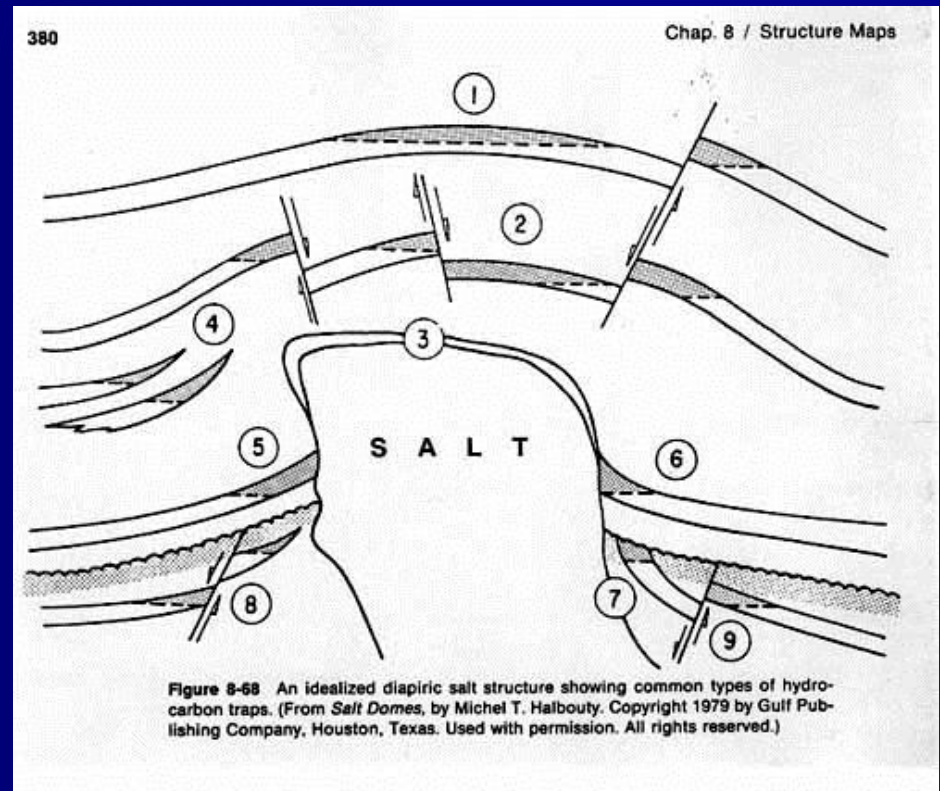 380
Chap. 8 / Structure Maps
1
2
3
4
5
6
S A L T
7
8
9
Figure 8-68 An idealized diapiric salt structure showing common types of hydro-
carbon traps. (From Salt Domes, by Michel T. Halbouty. Copyright 1979 by Gulf Pub-
lishing Company, Houston, Texas. Used with permission. All rights reserved.)